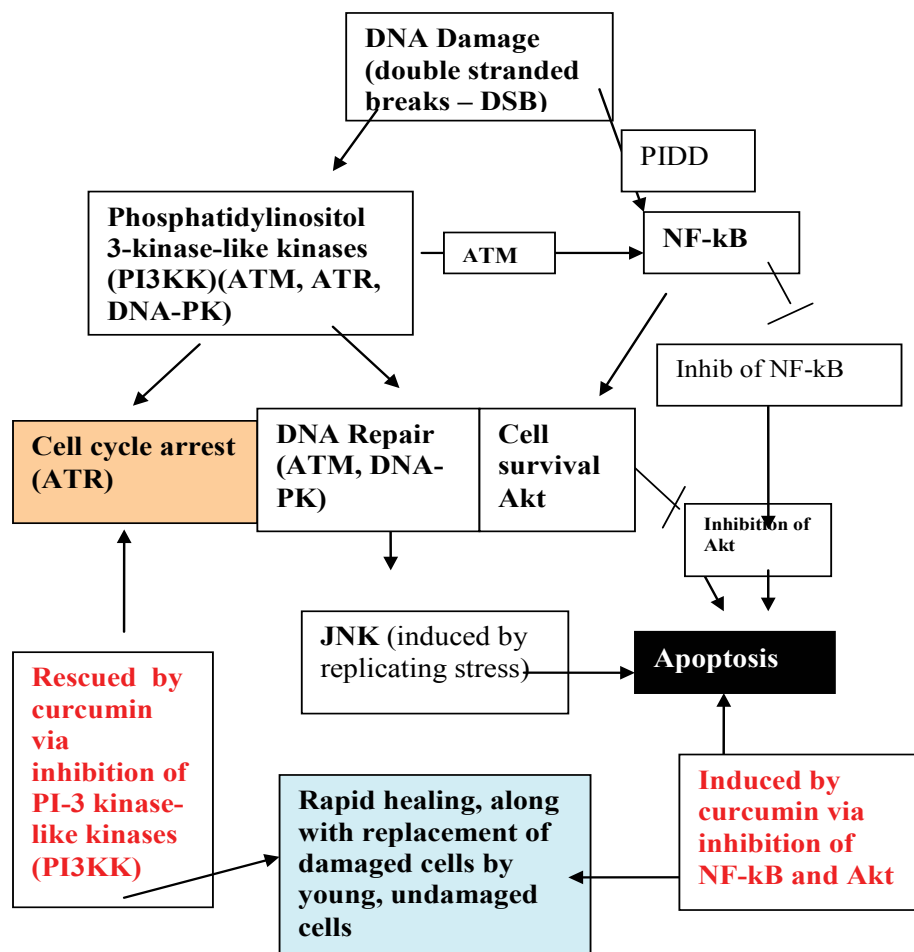 DNA Damage
(double stranded
breaks – DSB)
PIDD
Phosphatidylinositol
3-kinase-like kinases
(PI3KK)(ATM, ATR,
DNA-PK)
ATM
NF-kB
Inhib of NF-kB
Cell cycle arrest
(ATR)
DNA Repair
(ATM, DNA-
PK)
Cell
survival
Akt
Inhibition of
Akt
JNK (induced by
replicating stress)
Apoptosis
Rescued by
curcumin
via
inhibition of
PI-3 kinase-
like kinases
(PI3KK)
Rapid healing, along
with replacement of
damaged cells by
young, undamaged
cells
Induced by
curcumin via
inhibition of
NF-kB and Akt